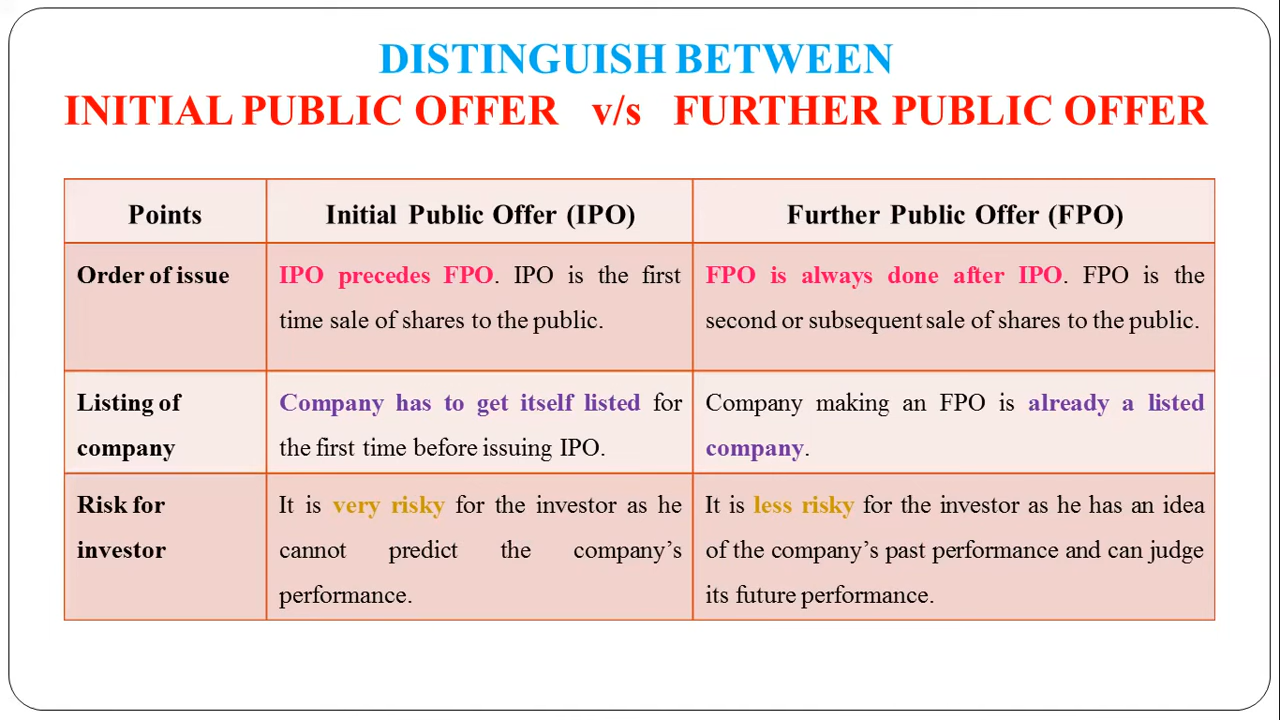 DISTINGUISH BETWEEN
INITIAL PUBLIC OFFER v/s FURTHER PUBLIC OFFER
Points
Initial Public Offer (IPO)
Further Public Offer (FPO)
Order of issue
IPO precedes FPO. IPO is the first
time sale of shares to the public.
FPO is always done after IPO. FPO is the
second or subsequent sale of shares to the public.
Listing of
company
Company has to get itself listed for
the first time before issuing IPO.
Company making an FPO is already a listed
company.
Risk for
investor
It is very risky for the investor as he
cannot predict the company’s
performance.
It is less risky for the investor as he has an idea
of the company’s past performance and can judge
its future performance.